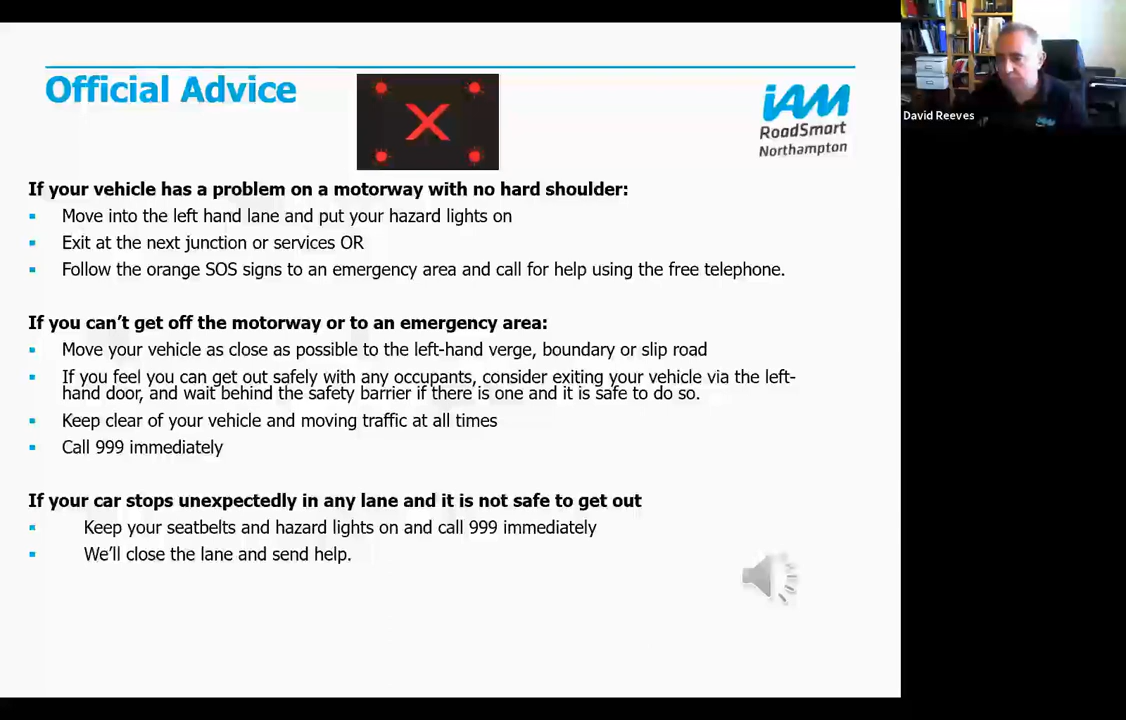 Official Advice
X
iAM
RoadSmart
Northampton
David Reeves
If your vehicle has a problem on a motorway with no hard shoulder:
Move into the left hand lane and put your hazard lights on
Exit at the next junction or services OR
Follow the orange SOS signs to an emergency area and call for help using the free telephone.
If you can’t get off the motorway or to an emergency area:
Move your vehicle as close as possible to the left-hand verge, boundary or slip road
If you feel you can get out safely with any occupants, consider exiting your vehicle via the left-
hand door, and wait behind the safety barrier if there is one and it is safe to do so.
Keep clear of your vehicle and moving traffic at all times
Call 999 immediately
If your car stops unexpectedly in any lane and it is not safe to get out
Keep your seatbelts and hazard lights on and call 999 immediately
We’ll close the lane and send help.